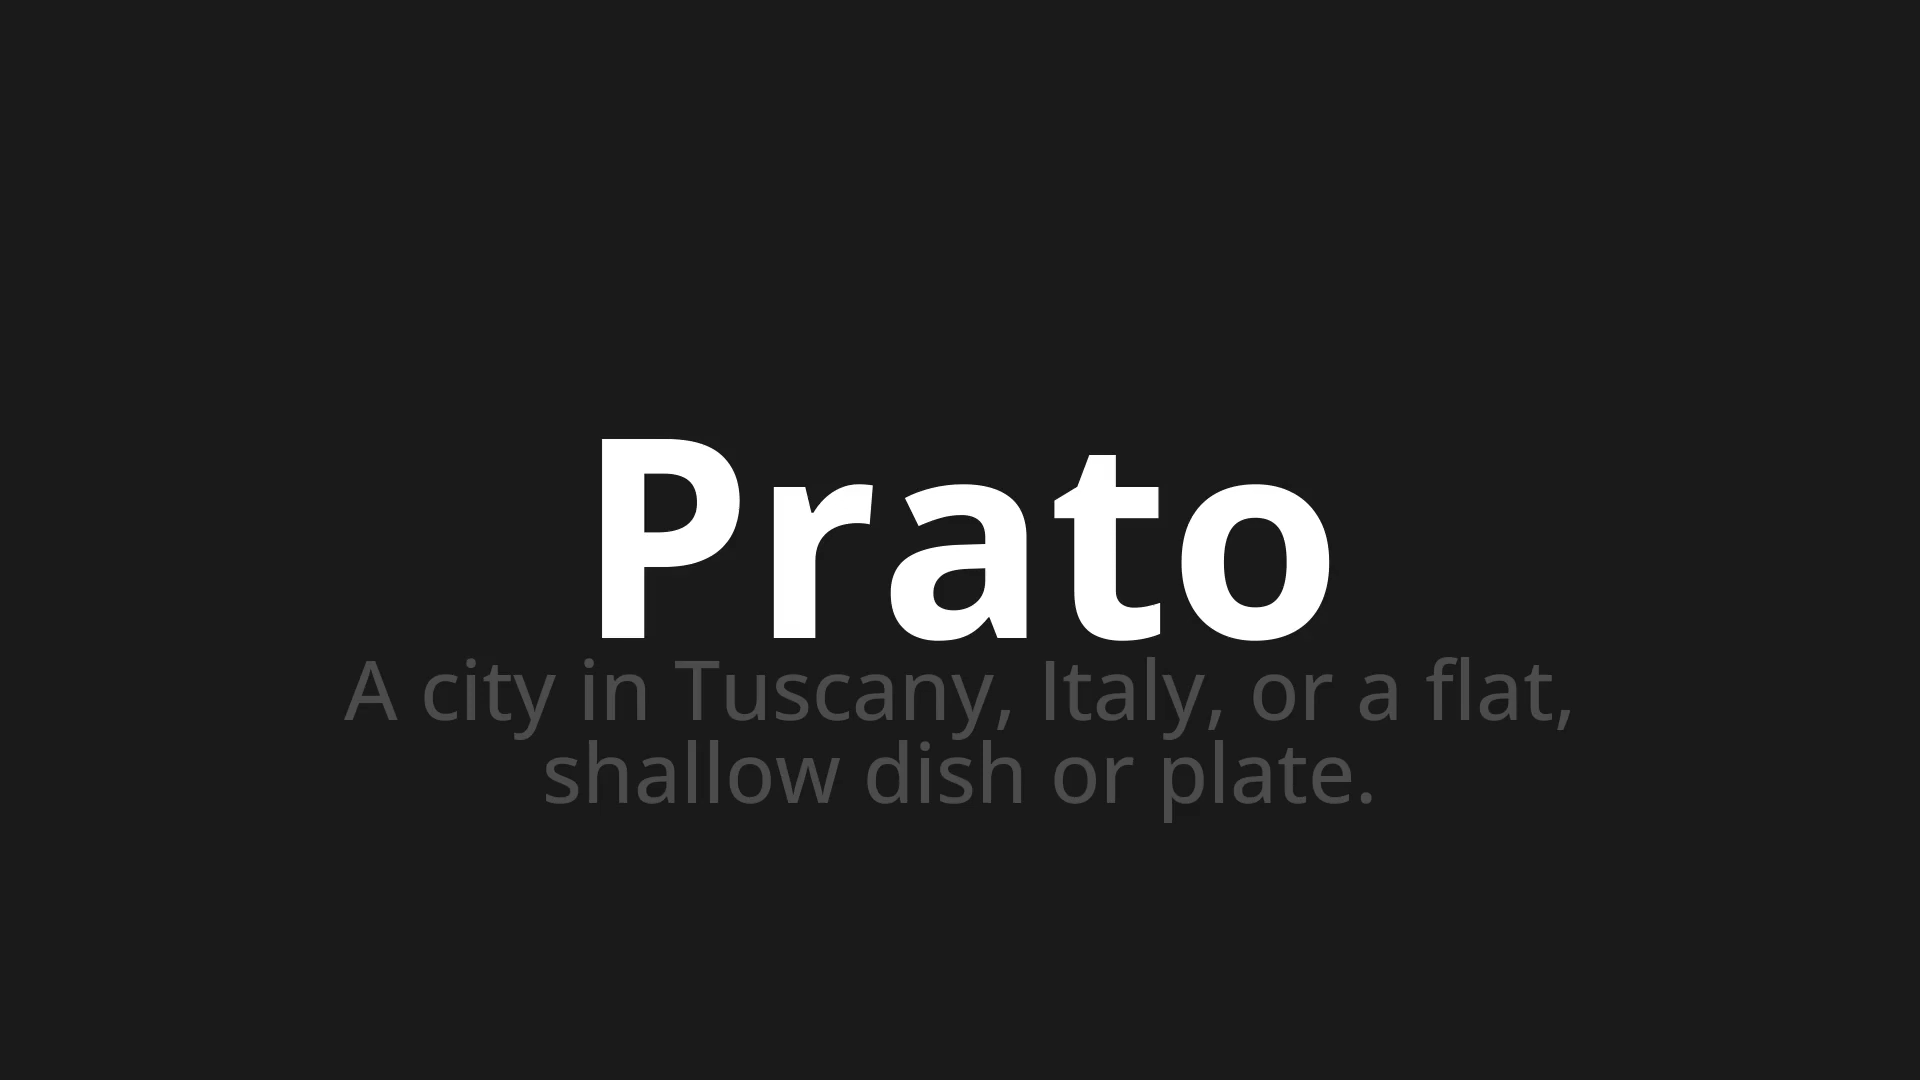 Prato
A city in Tuscany, Italy, or a flat,
shallow dish or plate.